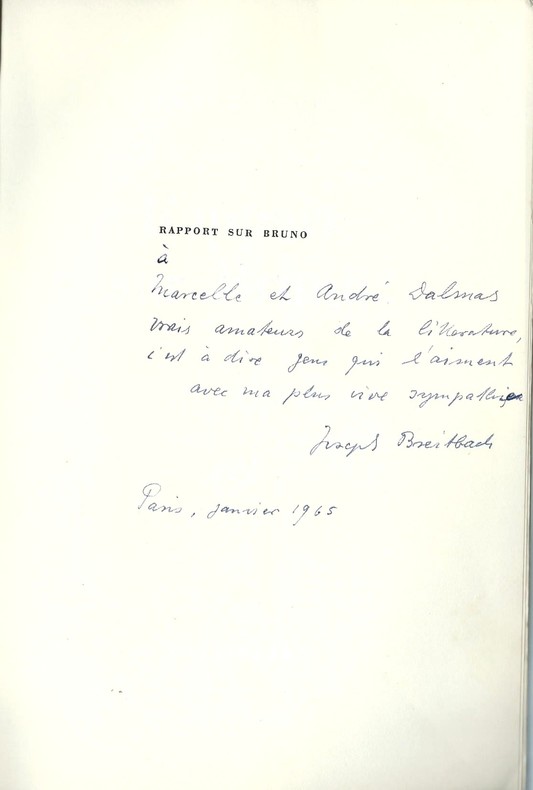 RAPPORT SUR BRUNO
à
Marcelle et André Dalmas
vrais amateurs de la littérature,
c'est à dire gens qui l'aiment
avec ma plus vive sympathie
Joseph Breitbach
Paris, janvier 1965